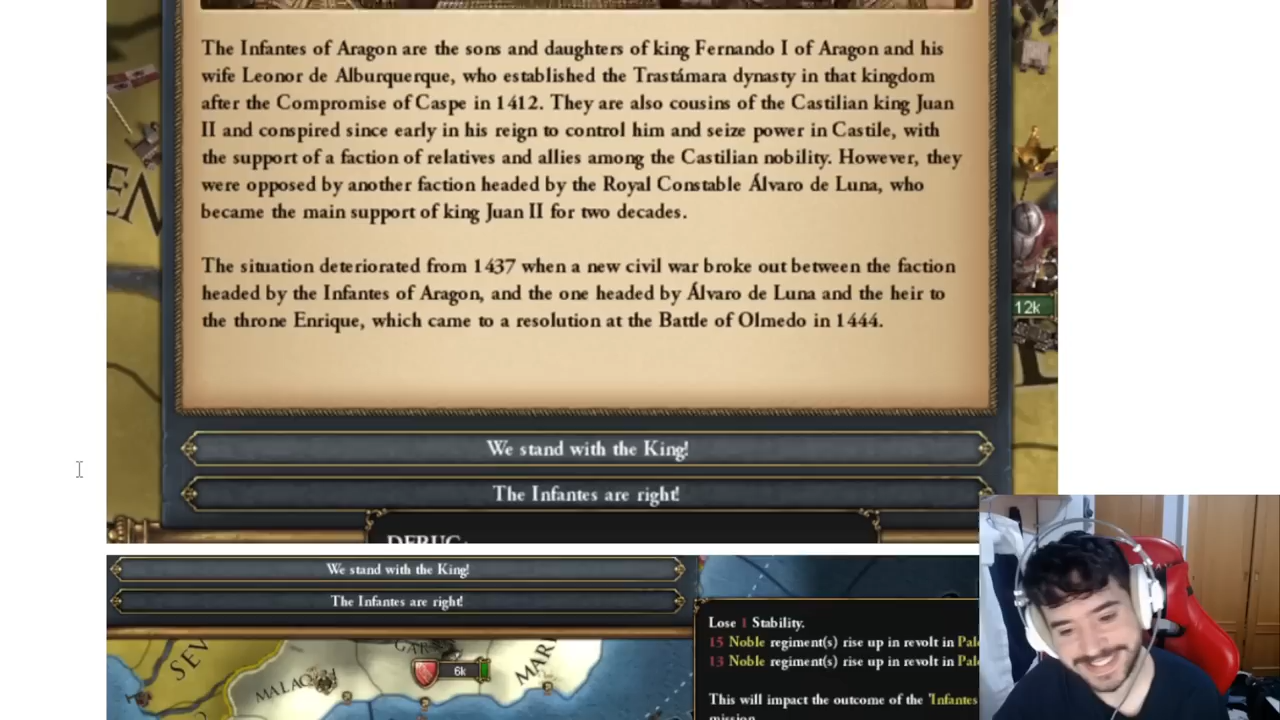 The Infantes of Aragon are the sons and daughters of king Fernando I of Aragon and his
wife Leonor de Alburquerque, who established the Trastámara dynasty in that kingdom
after the Compromise of Caspe in 1412. They are also cousins of the Castilian king Juan
II and conspired since early in his reign to control him and seize power in Castile, with
the support of a faction of relatives and allies among the Castilian nobility. However, they
were opposed by another faction headed by the Royal Constable Álvaro de Luna, who
became the main support of king Juan II for two decades.
The situation deteriorated from 1437 when a new civil war broke out between the faction
headed by the Infantes of Aragon, and the one headed by Álvaro de Luna and the heir to
the throne Enrique, which came to a resolution at the Battle of Olmedo in 1444.
12k
We stand with the King!
The Infantes are right!
DEBUG:
We stand with the King!
The Infantes are right!
Lose 1 Stability.
15 Noble regiment(s) rise up in revolt in Pale
13 Noble regiment(s) rise up in revolt in Pale
This will impact the outcome of the 'Infantes
mission
SEV
MALAG
6k
MAR
EN